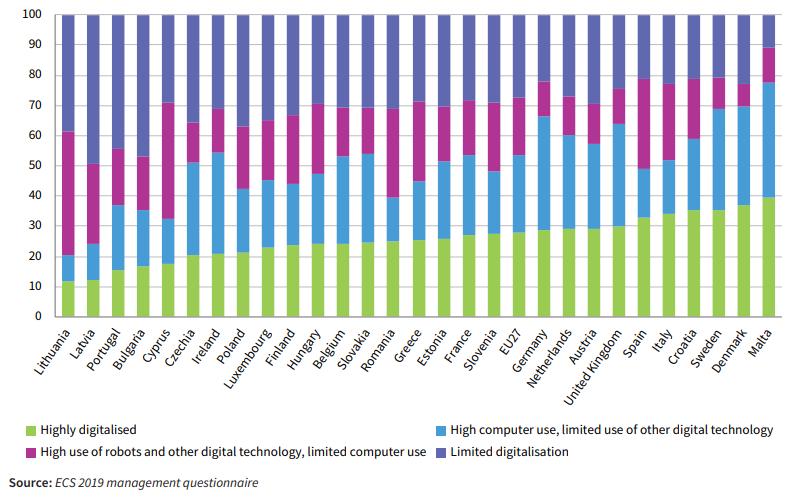 100
90
80
70
60
50
40
30
20
10
0
Lithuania
Latvia
Portugal
Bulgaria
Cyprus
Czechia
Ireland
Poland
Luxembourg
Finland
Hungary
Belgium
Slovakia
Romania
Greece
Estonia
France
Slovenia
EU27
Germany
Netherlands
Austria
United Kingdom
Spain
Italy
Croatia
Sweden
Denmark
Malta
Highly digitalised
High computer use, limited use of other digital technology
High use of robots and other digital technology, limited computer use
Limited digitalisation
Source: ECS 2019 management questionnaire